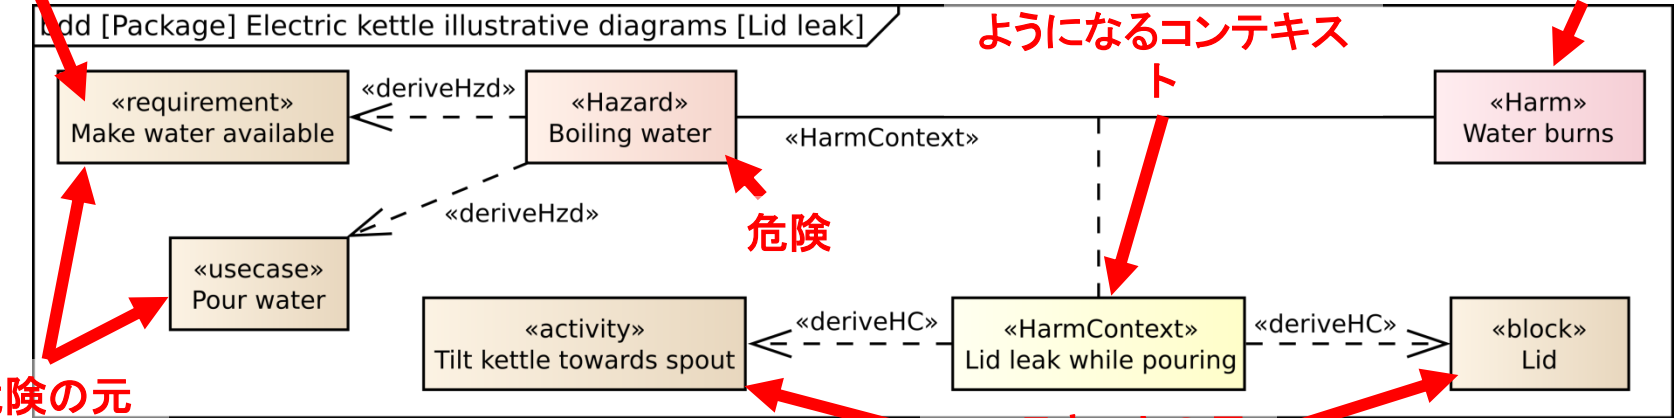 bdd [Package] Electric kettle illustrative diagrams [Lid leak]
ようになるコンテキス
ト
«requirement»
Make water available
«deriveHzd»
«Hazard»
Boiling water
«HarmContext»
«Harm»
Water burns
«deriveHzd»
危険
«usecase»
Pour water
«activity»
Tilt kettle towards spout
«deriveHC»
«HarmContext»
Lid leak while pouring
«deriveHC»
«block»
Lid
険の元